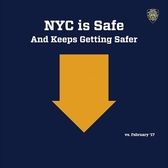 NYC is Safe
And Keeps Getting Safer
vs. February '17